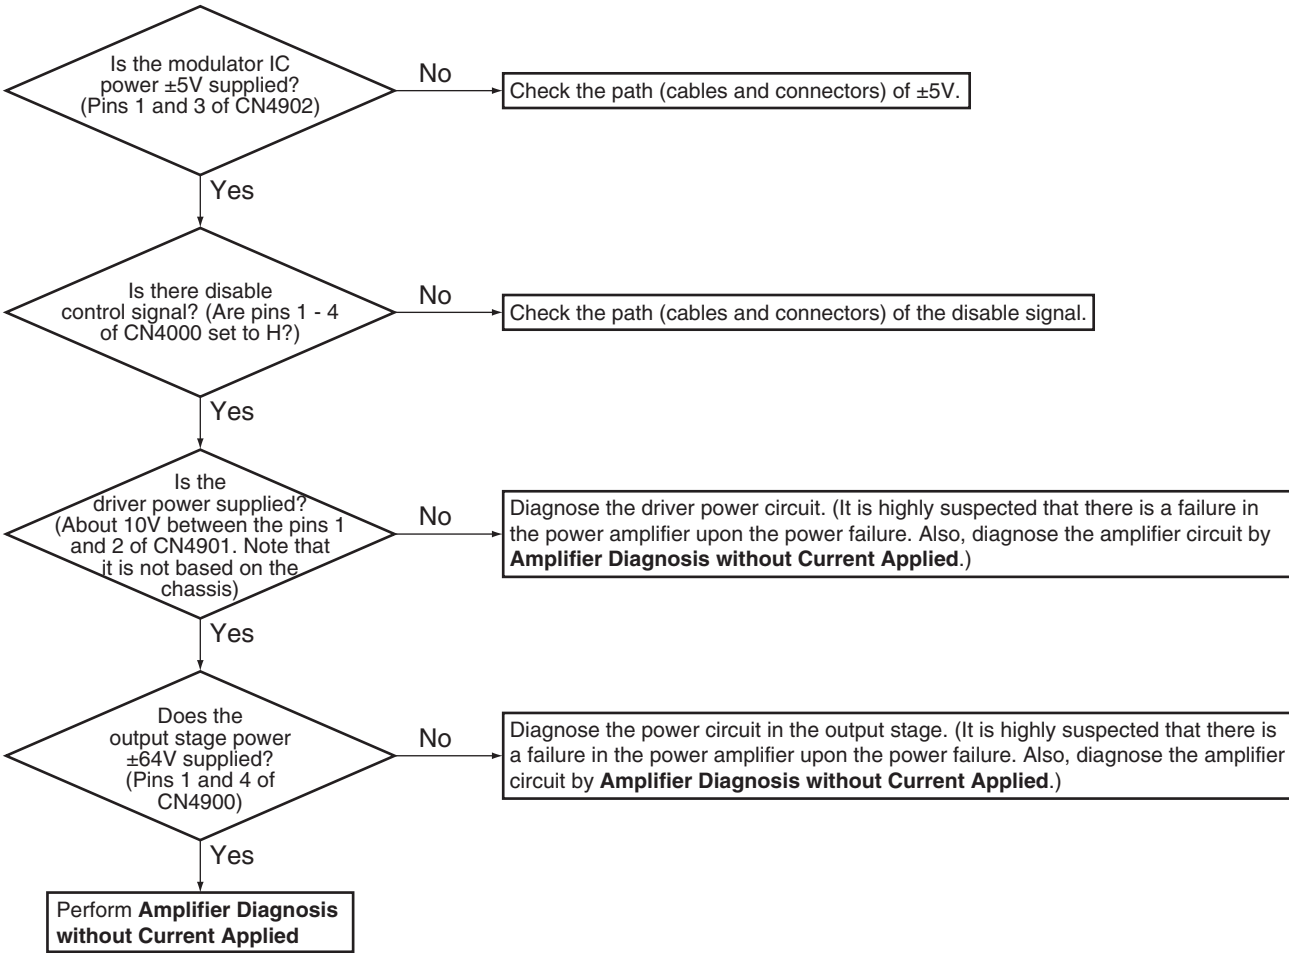 Is the modulator IC
power ±5V supplied?
(Pins 1 and 3 of CN4902)
No
Check the path (cables and connectors) of ±5V.
Yes
Is there disable
control signal? (Are pins 1 - 4
of CN4000 set to H?)
No
Check the path (cables and connectors) of the disable signal.
Yes
Is the
driver power supplied?
(About 10V between the pins 1
and 2 of CN4901. Note that
it is not based on the
chassis)
No
Diagnose the driver power circuit. (It is highly suspected that there is a failure in
the power amplifier upon the power failure. Also, diagnose the amplifier circuit by
Amplifier Diagnosis without Current Applied.)
Yes
Does the
output stage power
±64V supplied?
(Pins 1 and 4 of
CN4900)
No
Diagnose the power circuit in the output stage. (It is highly suspected that there is
a failure in the power amplifier upon the power failure. Also, diagnose the amplifier
circuit by Amplifier Diagnosis without Current Applied.)
Yes
Perform Amplifier Diagnosis
without Current Applied